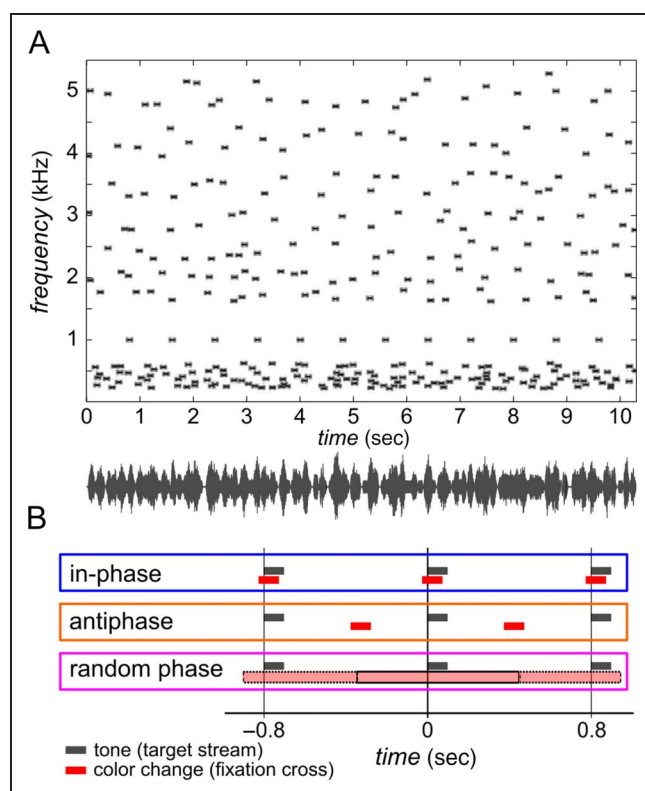 A
frequency (kHz)
5
4
3
2
1
0 1 2 3 4 5 6 7 8 9 10
time (sec)
B
in-phase
antiphase
random phase
−0.8 0 0.8
time (sec)
tone (target stream)
color change (fixation cross)